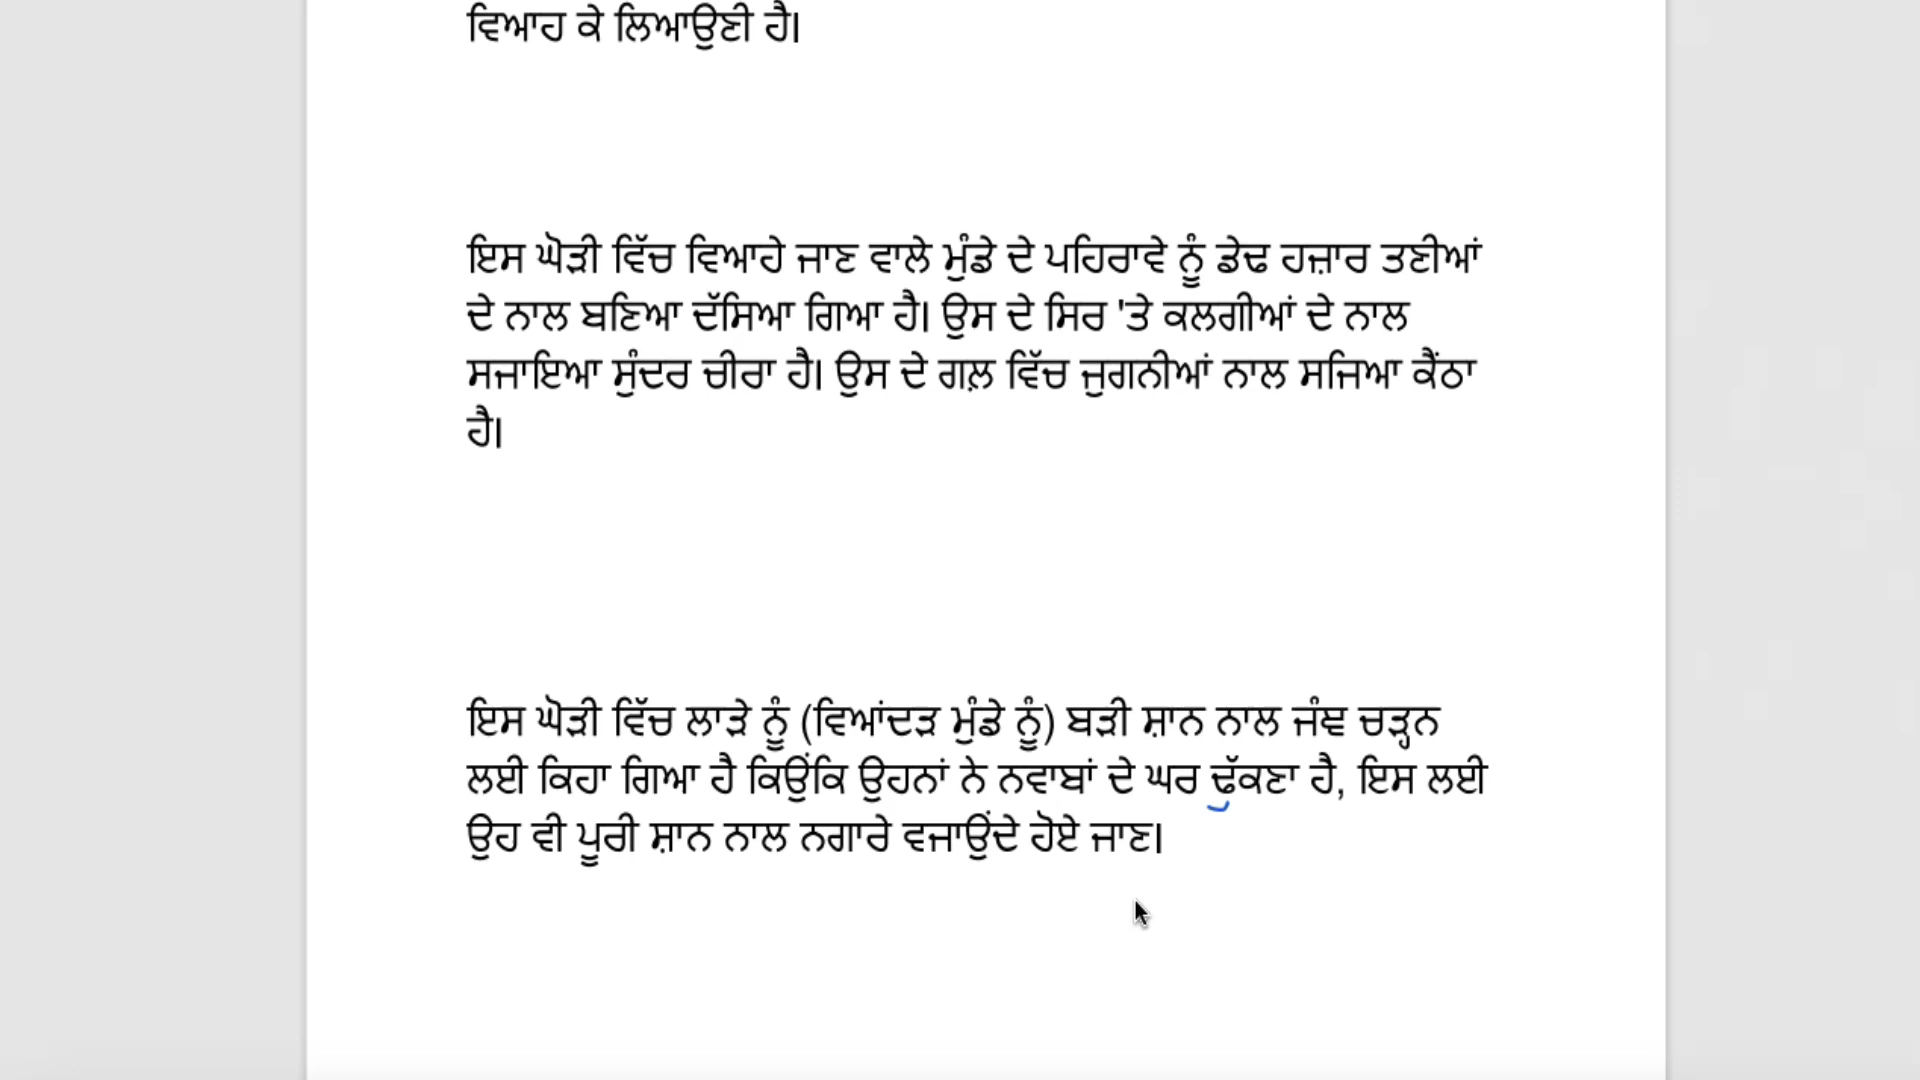 ਵਿਆਹ ਕੇ ਲਿਆਉਣੀ ਹੈ।
ਇਸ ਘੋੜੀ ਵਿੱਚ ਵਿਆਹੇ ਜਾਣ ਵਾਲੇ ਮੁੰਡੇ ਦੇ ਪਹਿਰਾਵੇ ਨੂੰ ਡੇਢ ਹਜ਼ਾਰ ਤਣੀਆਂ
ਦੇ ਨਾਲ ਬਣਿਆ ਦੱਸਿਆ ਗਿਆ ਹੈ। ਉਸ ਦੇ ਸਿਰ 'ਤੇ ਕਲਗੀਆਂ ਦੇ ਨਾਲ
ਸਜਾਇਆ ਸੁੰਦਰ ਚੀਰਾ ਹੈ। ਉਸ ਦੇ ਗਲ਼ ਵਿੱਚ ਜੁਗਨੀਆਂ ਨਾਲ ਸਜਿਆ ਕੈਂਠਾ
ਹੈ।
ਇਸ ਘੋੜੀ ਵਿੱਚ ਲਾੜੇ ਨੂੰ (ਵਿਆਂਦੜ ਮੁੰਡੇ ਨੂੰ) ਬੜੀ ਸ਼ਾਨ ਨਾਲ ਜੰਞ ਚੜ੍ਹਨ
ਲਈ ਕਿਹਾ ਗਿਆ ਹੈ ਕਿਉਂਕਿ ਉਹਨਾਂ ਨੇ ਨਵਾਬਾਂ ਦੇ ਘਰ ਢੁੱਕਣਾ ਹੈ, ਇਸ ਲਈ
ਉਹ ਵੀ ਪੂਰੀ ਸ਼ਾਨ ਨਾਲ ਨਗਾਰੇ ਵਜਾਉਂਦੇ ਹੋਏ ਜਾਣ।